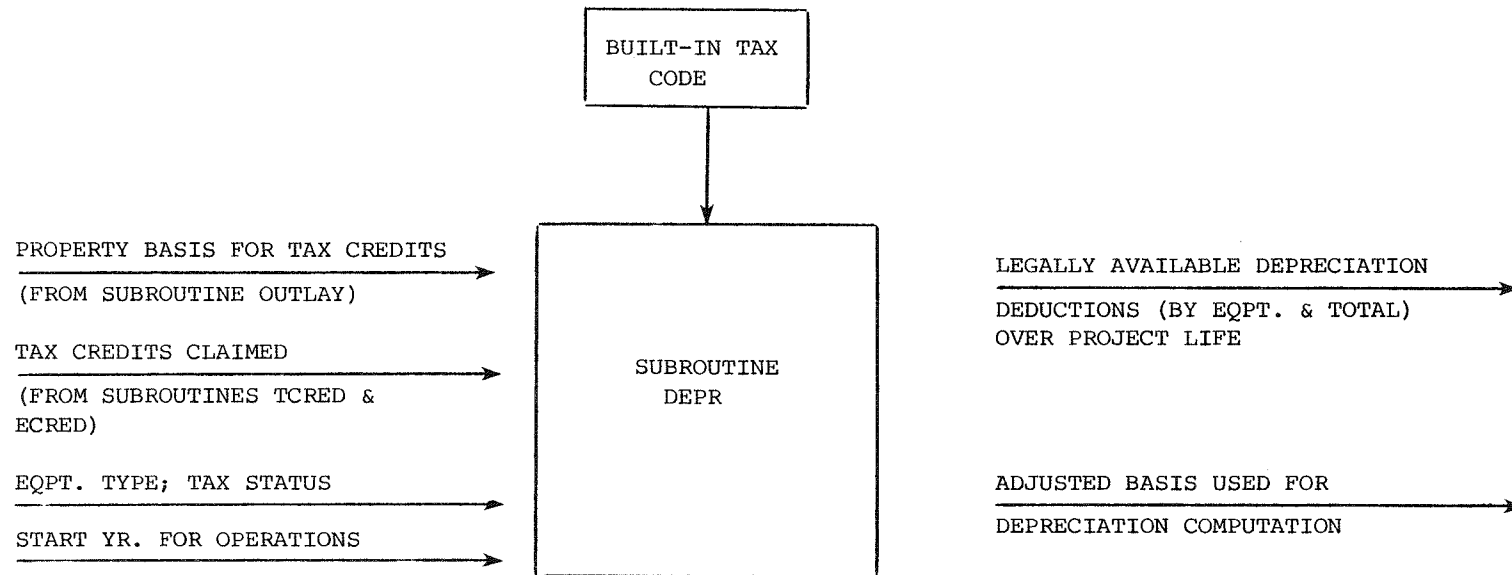 BUILT-IN TAX
CODE
PROPERTY BASIS FOR TAX CREDITS
(FROM SUBROUTINE OUTLAY)
TAX CREDITS CLAIMED
(FROM SUBROUTINES TCRED &
ECRED)
EQPT. TYPE; TAX STATUS
START YR. FOR OPERATIONS
SUBROUTINE
DEPR
LEGALLY AVAILABLE DEPRECIATION
DEDUCTIONS (BY EQPT. & TOTAL)
OVER PROJECT LIFE
ADJUSTED BASIS USED FOR
DEPRECIATION COMPUTATION